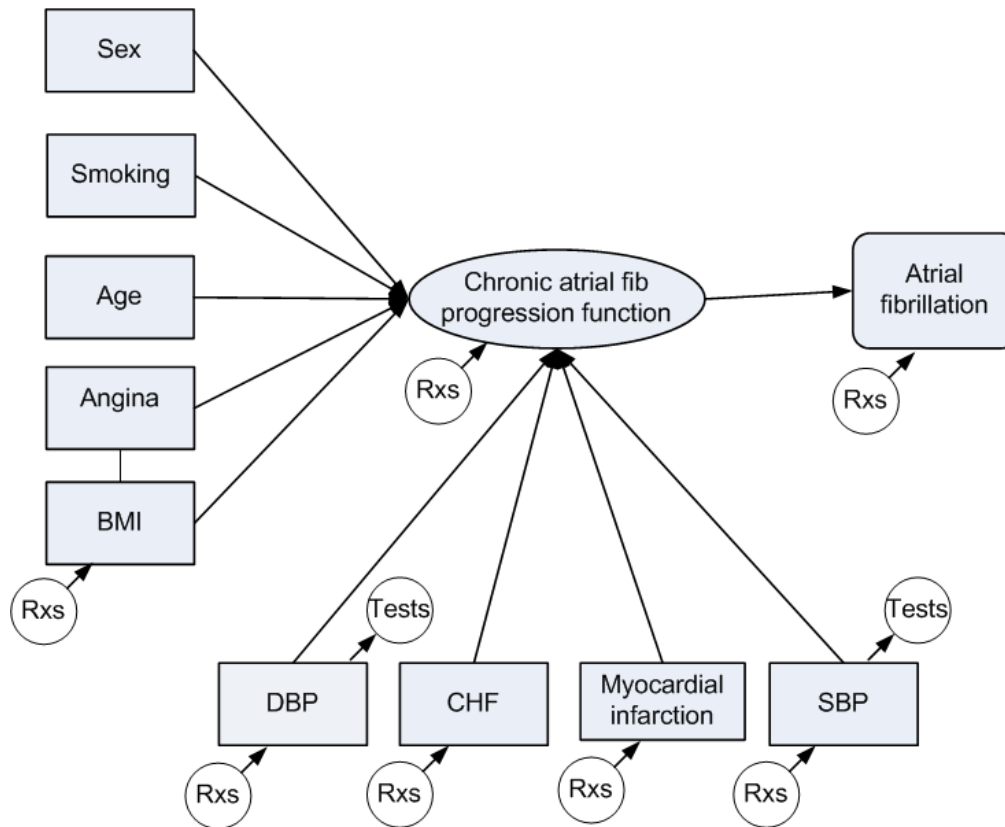 Sex
Smoking
Age
Angina
BMI
Rxs
Chronic atrial fib
progression function
Rxs
Atrial
fibrillation
Rxs
Tests
DBP
Rxs
CHF
Rxs
Myocardial
infarction
Rxs
Tests
SBP
Rxs